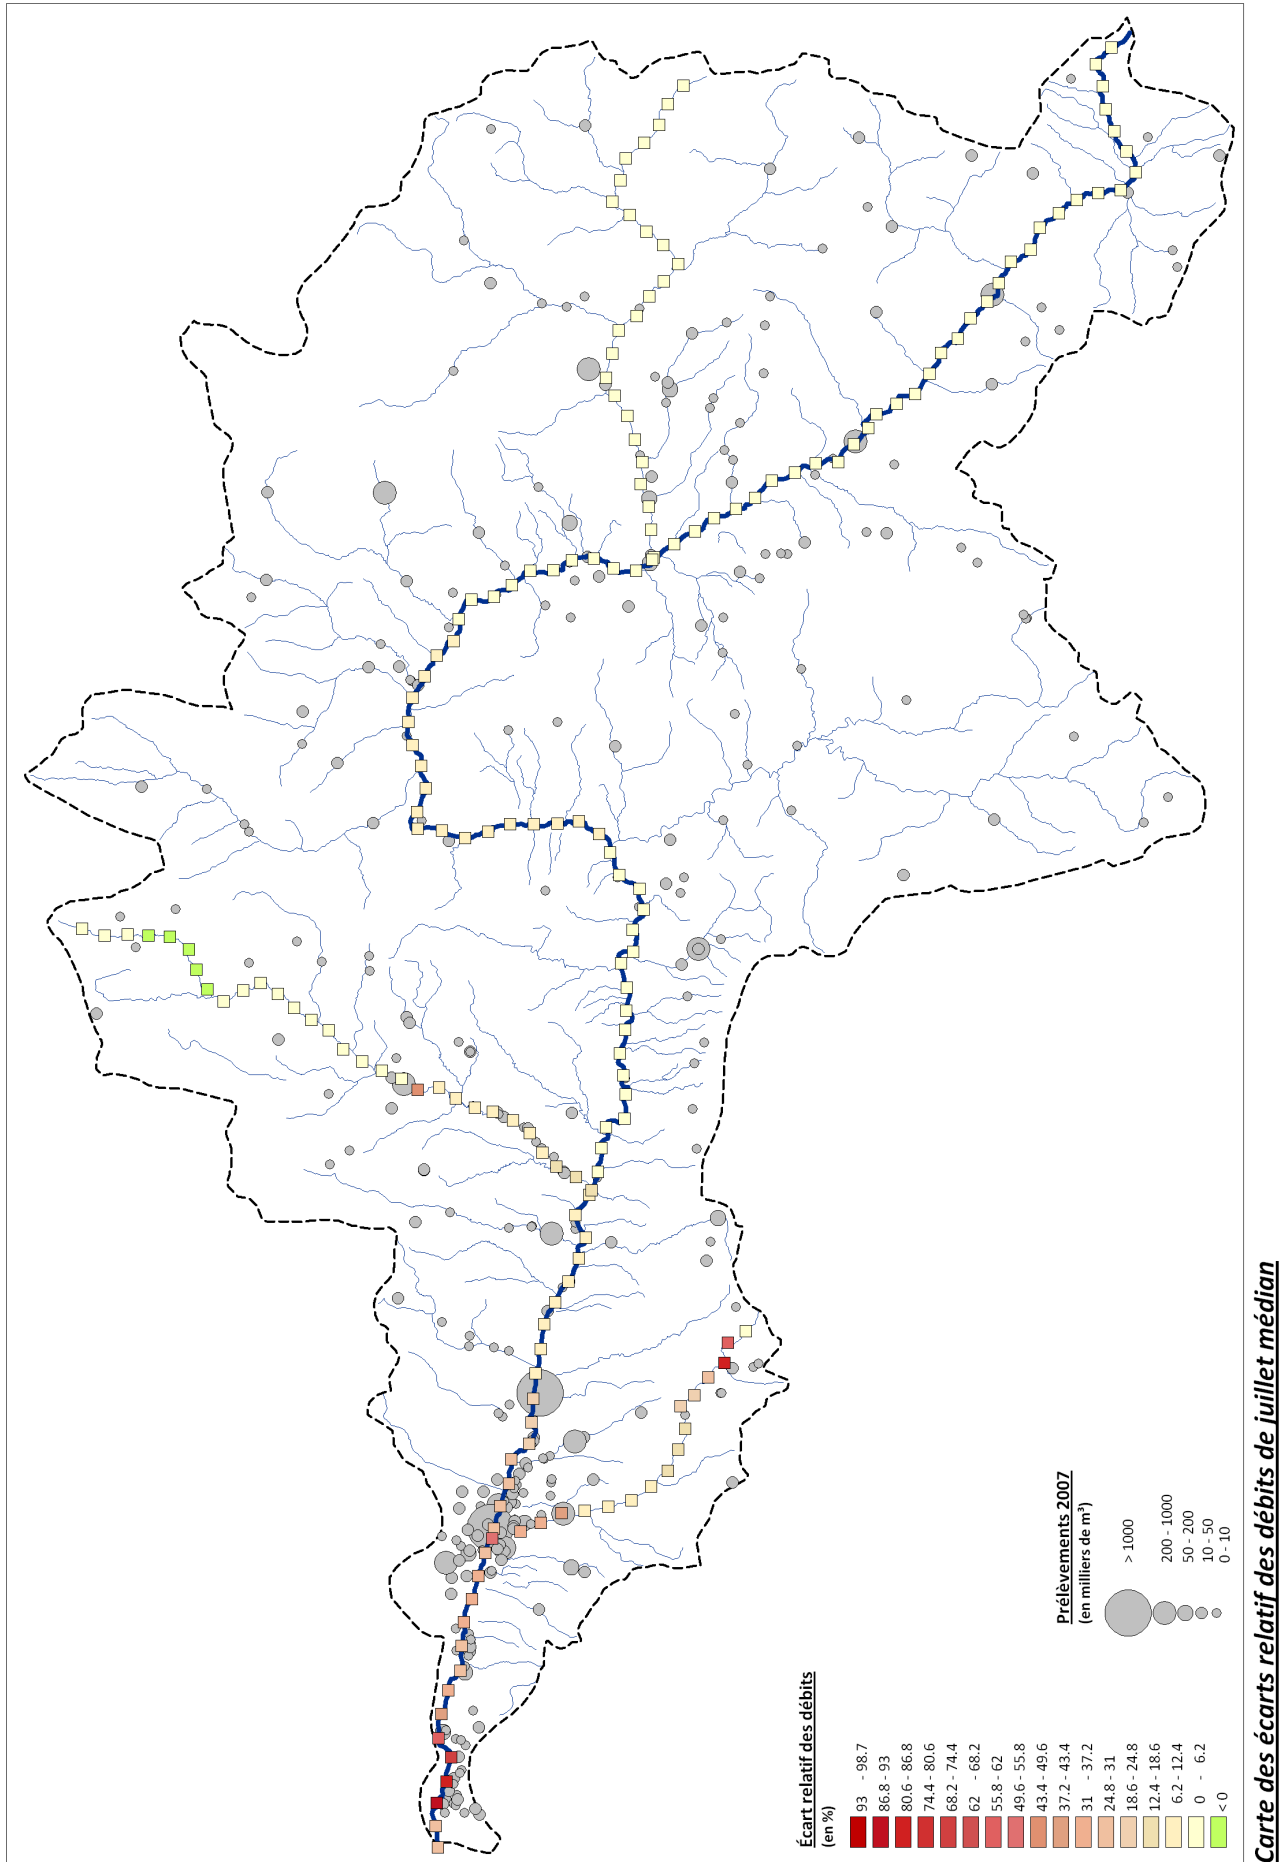 Écart relatif des débits
(en %)
93 - 98.7
86.8 - 93
80.6 - 86.8
74.4 - 80.6
68.2 - 74.4
62 - 68.2
55.8 - 62
49.6 - 55.8
43.4 - 49.6
37.2 - 43.4
31 - 37.2
24.8 - 31
18.6 - 24.8
12.4 - 18.6
6.2 - 12.4
0 - 6.2
< 0
Prélèvements 2007
(en milliers de m³)
> 1000
200 - 1000
50 - 200
10 - 50
0 - 10
Carte des écarts relatif des débits de juillet médian